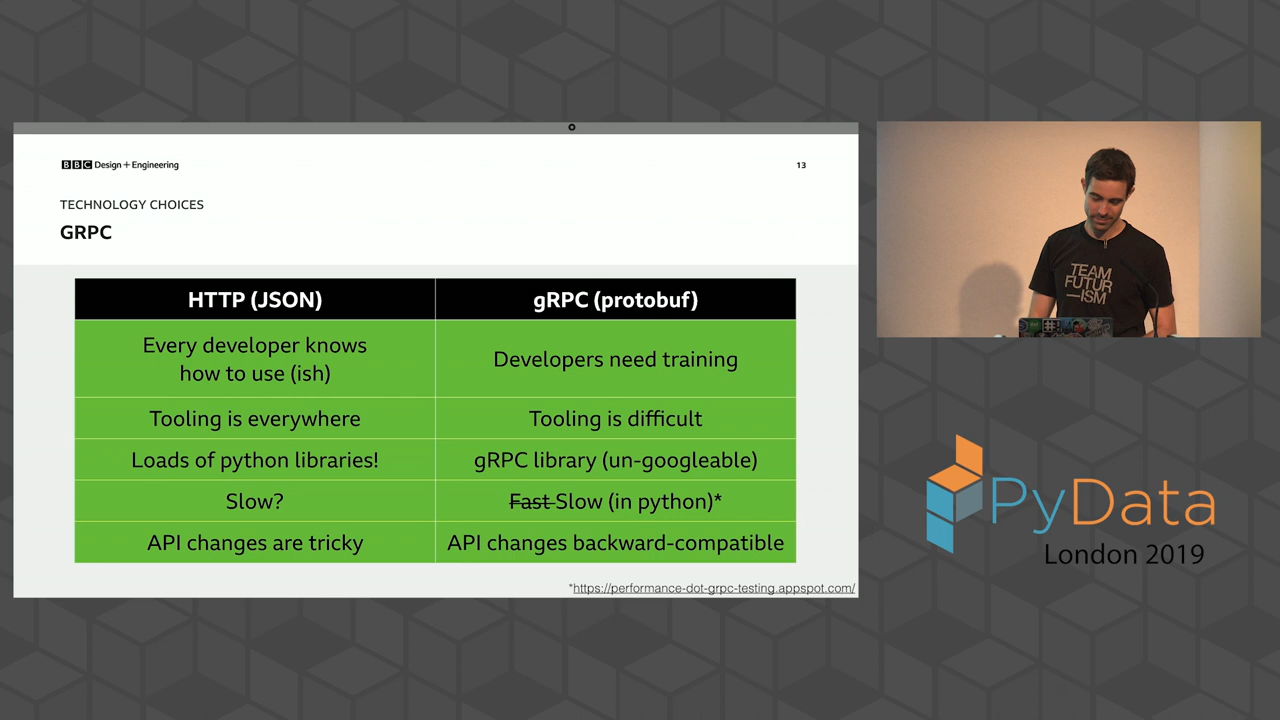 BBC Design + Engineering
13
TECHNOLOGY CHOICES
GRPC
HTTP (JSON)
gRPC (protobuf)
Every developer knows
how to use (ish)
Developers need training
Tooling is everywhere
Tooling is difficult
Loads of python libraries!
gRPC library (un-googleable)
Slow?
Fast Slow (in python)*
API changes are tricky
API changes backward-compatible
*https://performance-dot-grpc-testing.appspot.com/
TEAM
FUTUR
—ISM
PyData
London 2019